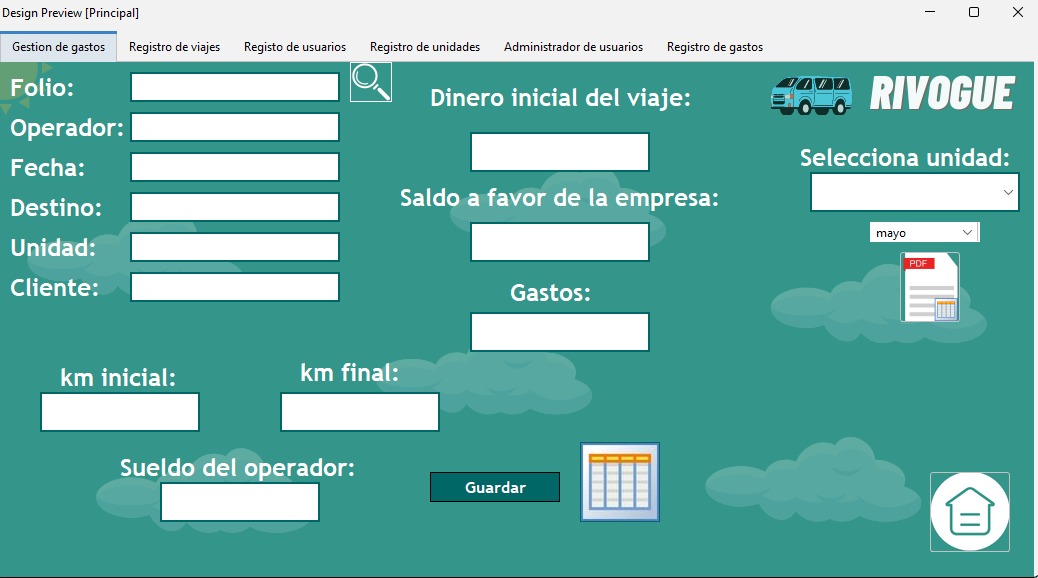 Design Preview [Principal]
Gestion de gastos
Registro de viajes
Registo de usuarios
Registro de unidades
Administrador de usuarios
Registro de gastos
Folio:
Operador:
Fecha:
Destino:
Unidad:
Cliente:
Dinero inicial del viaje:
Saldo a favor de la empresa:
Gastos:
RIVOGUE
Selecciona unidad:
mayo
PDF
km inicial:
km final:
Sueldo del operador:
Guardar